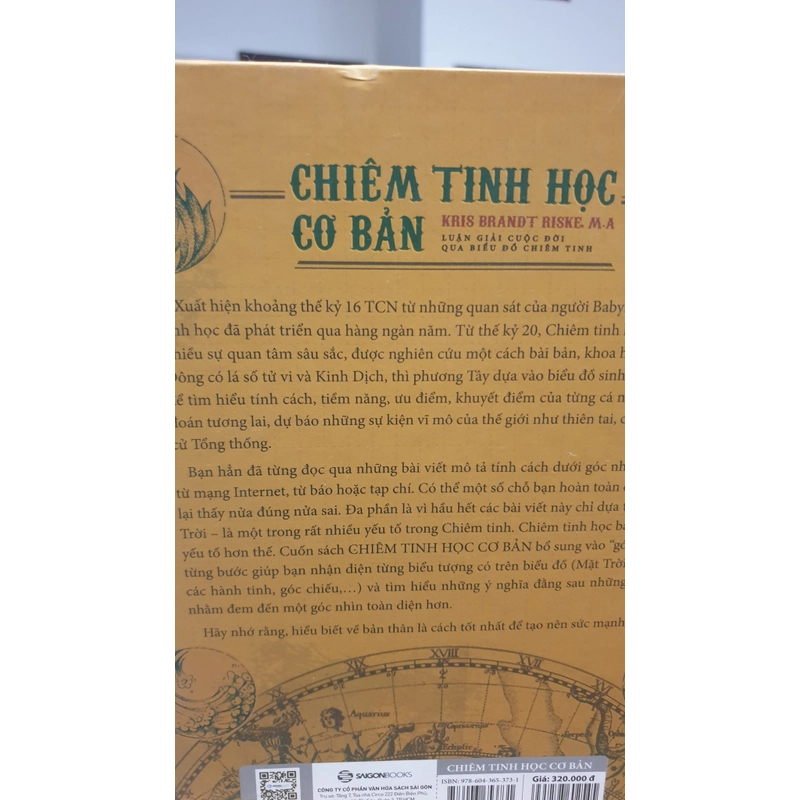 CHIÊM TINH HỌC
CƠ BẢN
KRIS BRANDT RISKE. M.A
LUẬN GIẢI CUỘC ĐỜI
QUA BIỂU ĐỒ CHIÊM TINH
Xuất hiện khoảng thế kỷ 16 TCN từ những quan sát của người Baby
nh học đã phát triển qua hàng ngàn năm. Từ thế kỷ 20, Chiêm tinh
hiều sự quan tâm sâu sắc, được nghiên cứu một cách bài bản, khoa h
Đông có lá số tử vi và Kinh Dịch, thì phương Tây dựa vào biểu đồ sinh
ể tìm hiểu tính cách, tiềm năng, ưu điểm, khuyết điểm của từng cá n
đoán tương lai, dự báo những sự kiện vĩ mô của thế giới như thiên tai, c
cử Tổng thống.
Bạn hẳn đã từng đọc qua những bài viết mô tả tính cách dưới góc nh
từ mạng Internet, từ báo hoặc tạp chí. Có thể một số chỗ bạn hoàn toàn
lại thấy nửa đúng nửa sai. Đa phần là vì hầu hết các bài viết này chỉ dựa t
Trời – là một trong rất nhiều yếu tố trong Chiêm tinh. Chiêm tinh học ba
yếu tố hơn thế. Cuốn sách CHIÊM TINH HỌC CƠ BẢN bổ sung vào "gó
từng bước giúp bạn nhận diện từng biểu tượng có trên biểu đồ (Mặt Trời
các hành tinh, góc chiếu,...) và tìm hiểu những ý nghĩa đằng sau những
nhằm đem đến một góc nhìn toàn diện hơn.
Hãy nhớ rằng, hiểu biết về bản thân là cách tốt nhất để tạo nên sức mạnh
XVI XVII XVIII
Aquarius
Capricornus
Ecliptic
Serpens
SAIGONBOOKS
CÔNG TY CỔ PHẦN VĂN HÓA SÁCH SÀI GÒN
CHIÊM TINH HỌC CƠ BẢN
ISBN: 978-604-365-373-1
Giá: 320.000 đ